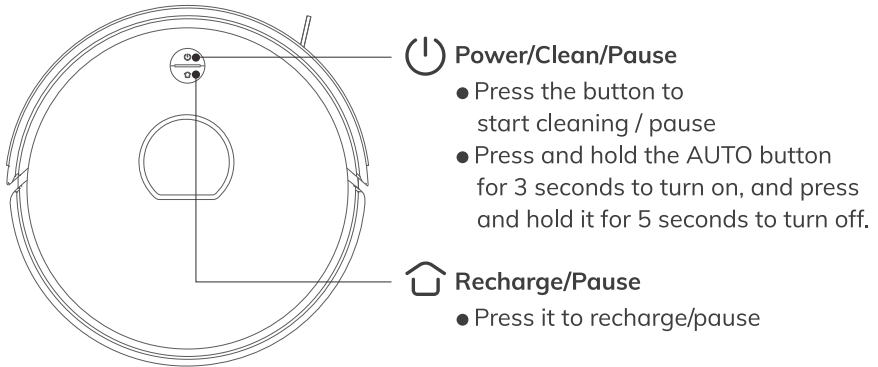 Power/Clean/Pause
● Press the button to
start cleaning / pause
● Press and hold the AUTO button
for 3 seconds to turn on, and press
and hold it for 5 seconds to turn off.
Recharge/Pause
● Press it to recharge/pause